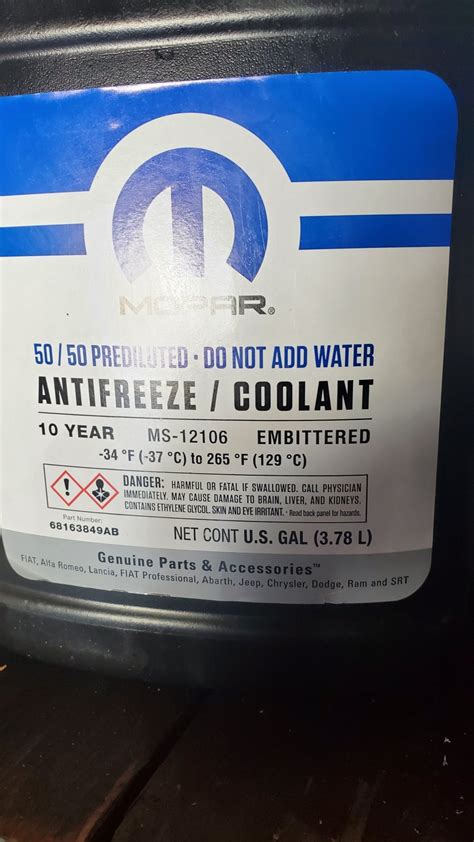 MOPAR®
50 / 50 PREDILUTED · DO NOT ADD WATER
ANTIFREEZE / COOLANT
10 YEAR MS-12106 EMBITTERED
-34 °F (-37 °C) to 265 °F (129 °C)
DANGER: HARMFUL OR FATAL IF SWALLOWED. CALL PHYSICIAN
IMMEDIATELY. MAY CAUSE DAMAGE TO BRAIN, LIVER, AND KIDNEYS.
CONTAINS ETHYLENE GLYCOL. SKIN AND EYE IRRITANT. • Read back panel for hazards.
Part Number:
68163849AB
NET CONT U.S. GAL (3.78 L)
Genuine Parts & Accessories™
FIAT, Alfa Romeo, Lancia, FIAT Professional, Abarth, Jeep, Chrysler, Dodge, Ram and SRT